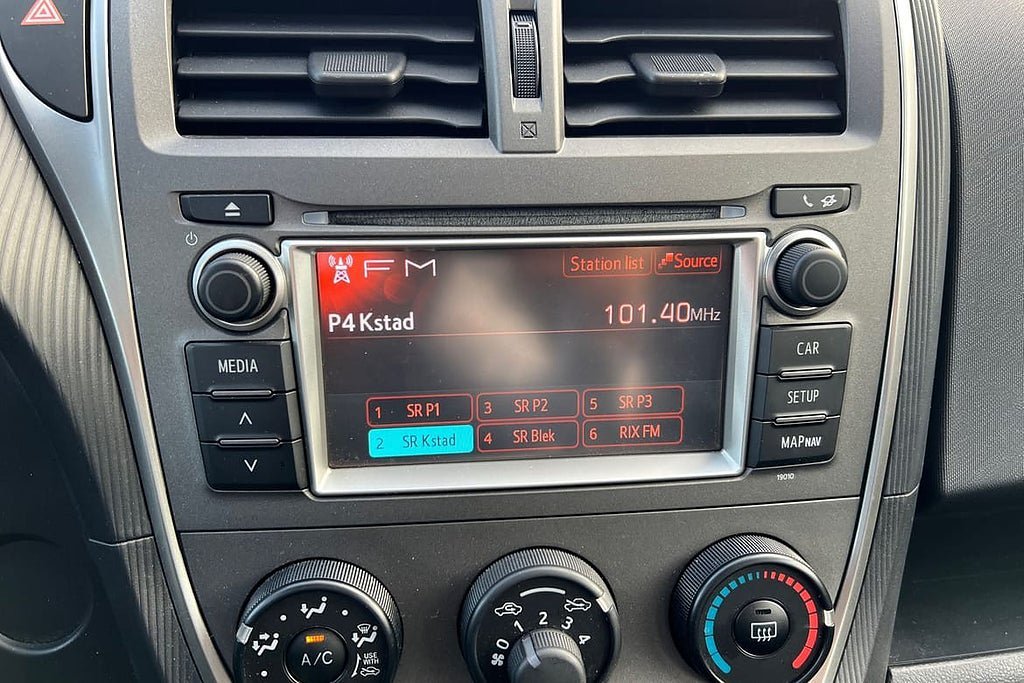 FM
Station list
Source
P4 Kstad
101.40MHz
MEDIA
CAR
SETUP
MAPNAV
1 SR P1
3 SR P2
5 SR P3
2 SR Kstad
4 SR Blek
6 RIX FM
19010
A/C
USE
WITH
1 2 3 4